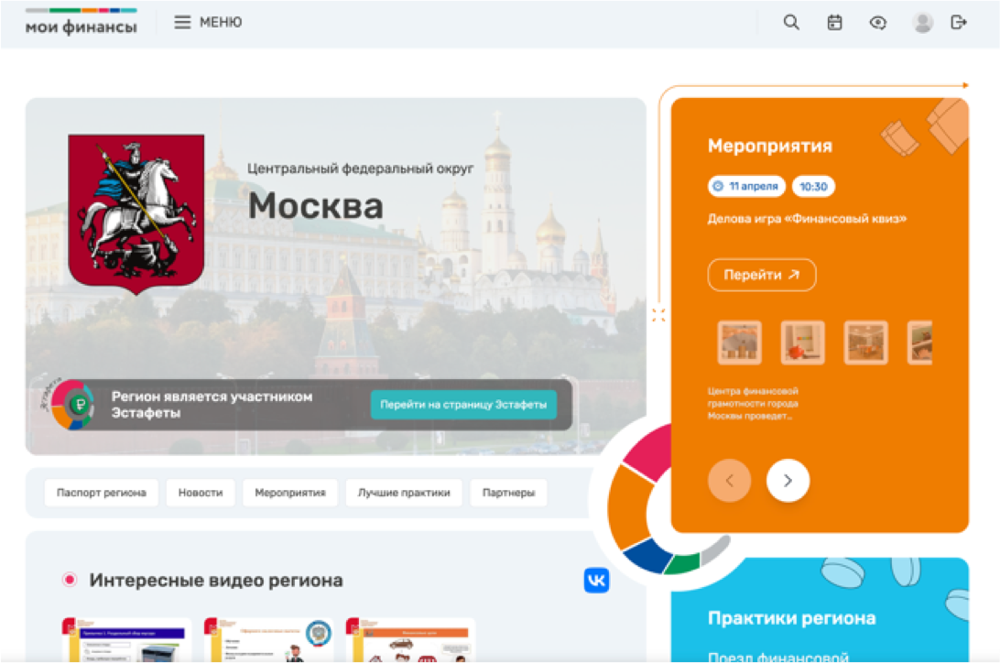 мои финансы
МЕНЮ
Центральный федеральный округ
Москва
Эстафета
Регион является участником
Эстафеты
Перейти на страницу Эстафеты
Мероприятия
11 апреля
10:30
Делова игра «Финансовый квиз»
Перейти
Центра финансовой
грамотности города
Москвы проведет...
Паспорт региона
Новости
Мероприятия
Лучшие практики
Партнеры
Интересные видео региона
Практики региона
Поезд финансовой